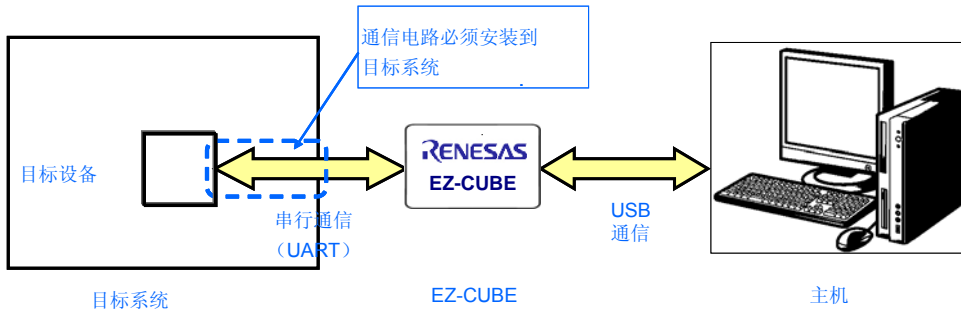 通信电路必须安装到
目标系统
目标设备
RENESAS
EZ-CUBE
串行通信
（UART）
USB
通信
目标系统
EZ-CUBE
主机